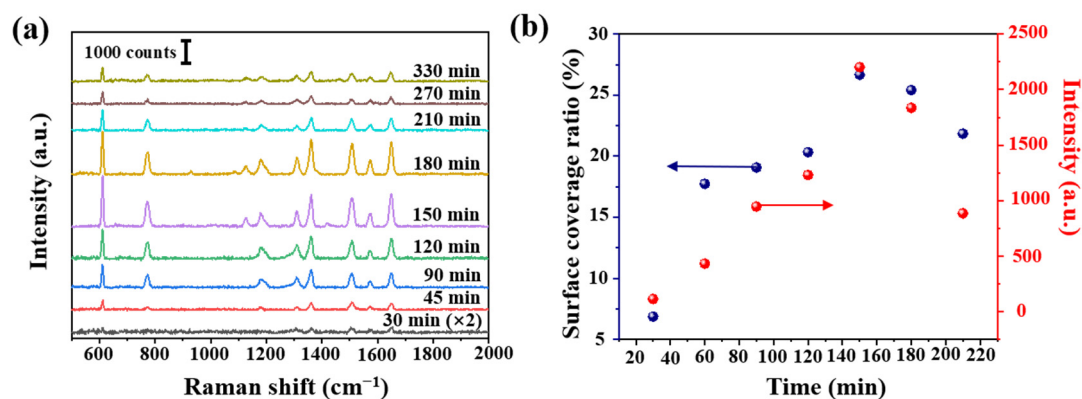 (a)
1000 counts
330 min
270 min
210 min
180 min
150 min
120 min
90 min
45 min
30 min (×2)
Intensity (a.u.)
600 800 1000 1200 1400 1600 1800 2000
Raman shift (cm⁻¹)
(b)
30
25
20
15
10
5
Surface coverage ratio (%)
2500
2000
1500
1000
500
0
Intensity (a.u.)
20 40 60 80 100 120 140 160 180 200 220
Time (min)